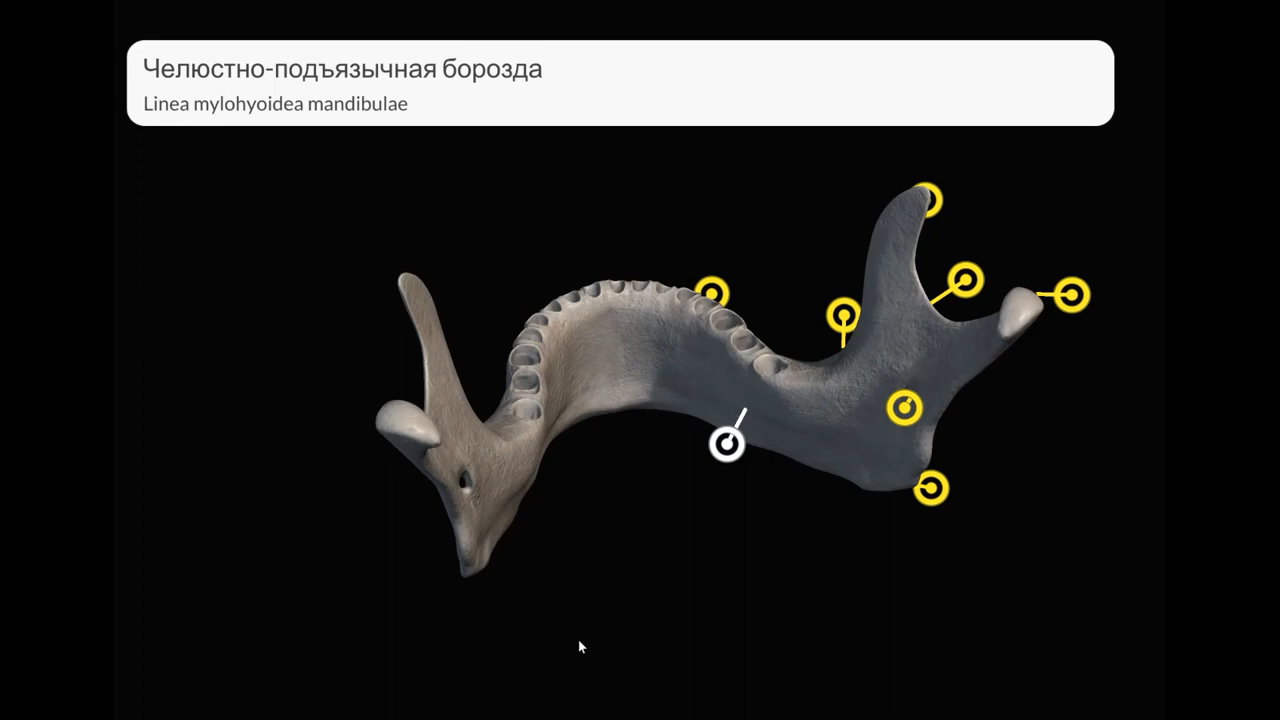 Челюстно-подъязычная борозда
Linea mylohyoidea mandibulae